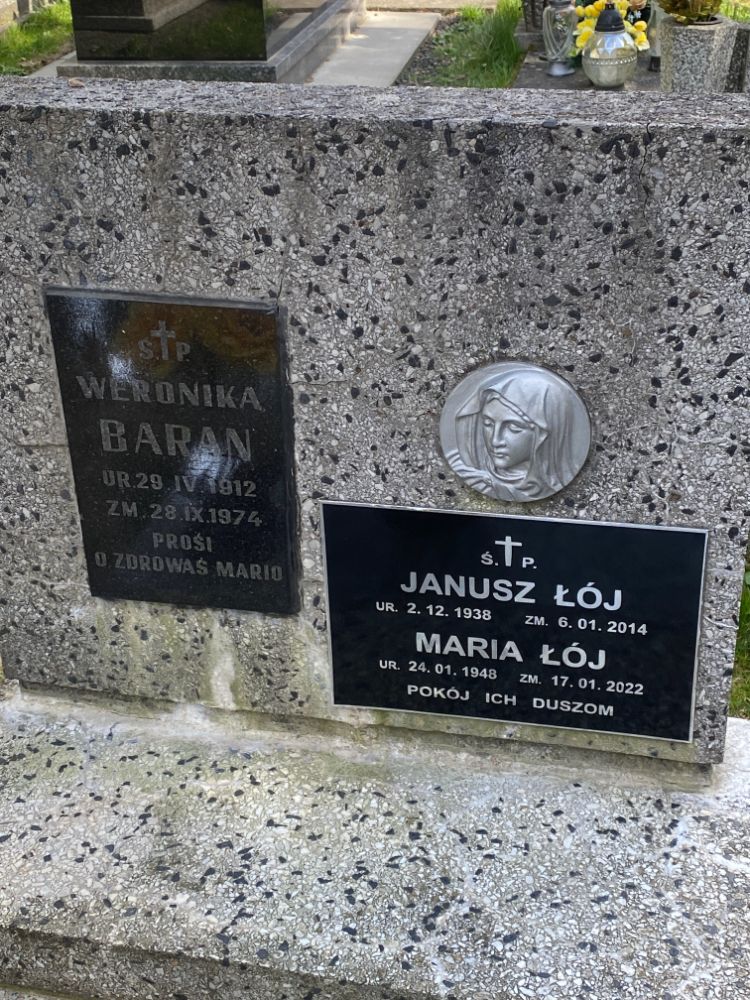 Ś P
WERONIKA
BARAN
UR.29.IV.1912
ZM.28.IX.1974
PROSI
O ZDROWAŚ MARIO
Ś. P.
JANUSZ ŁÓJ
UR. 2. 12. 1938 ZM. 6. 01. 2014
MARIA ŁÓJ
UR. 24. 01. 1948 ZM. 17. 01. 2022
POKÓJ ICH DUSZOM